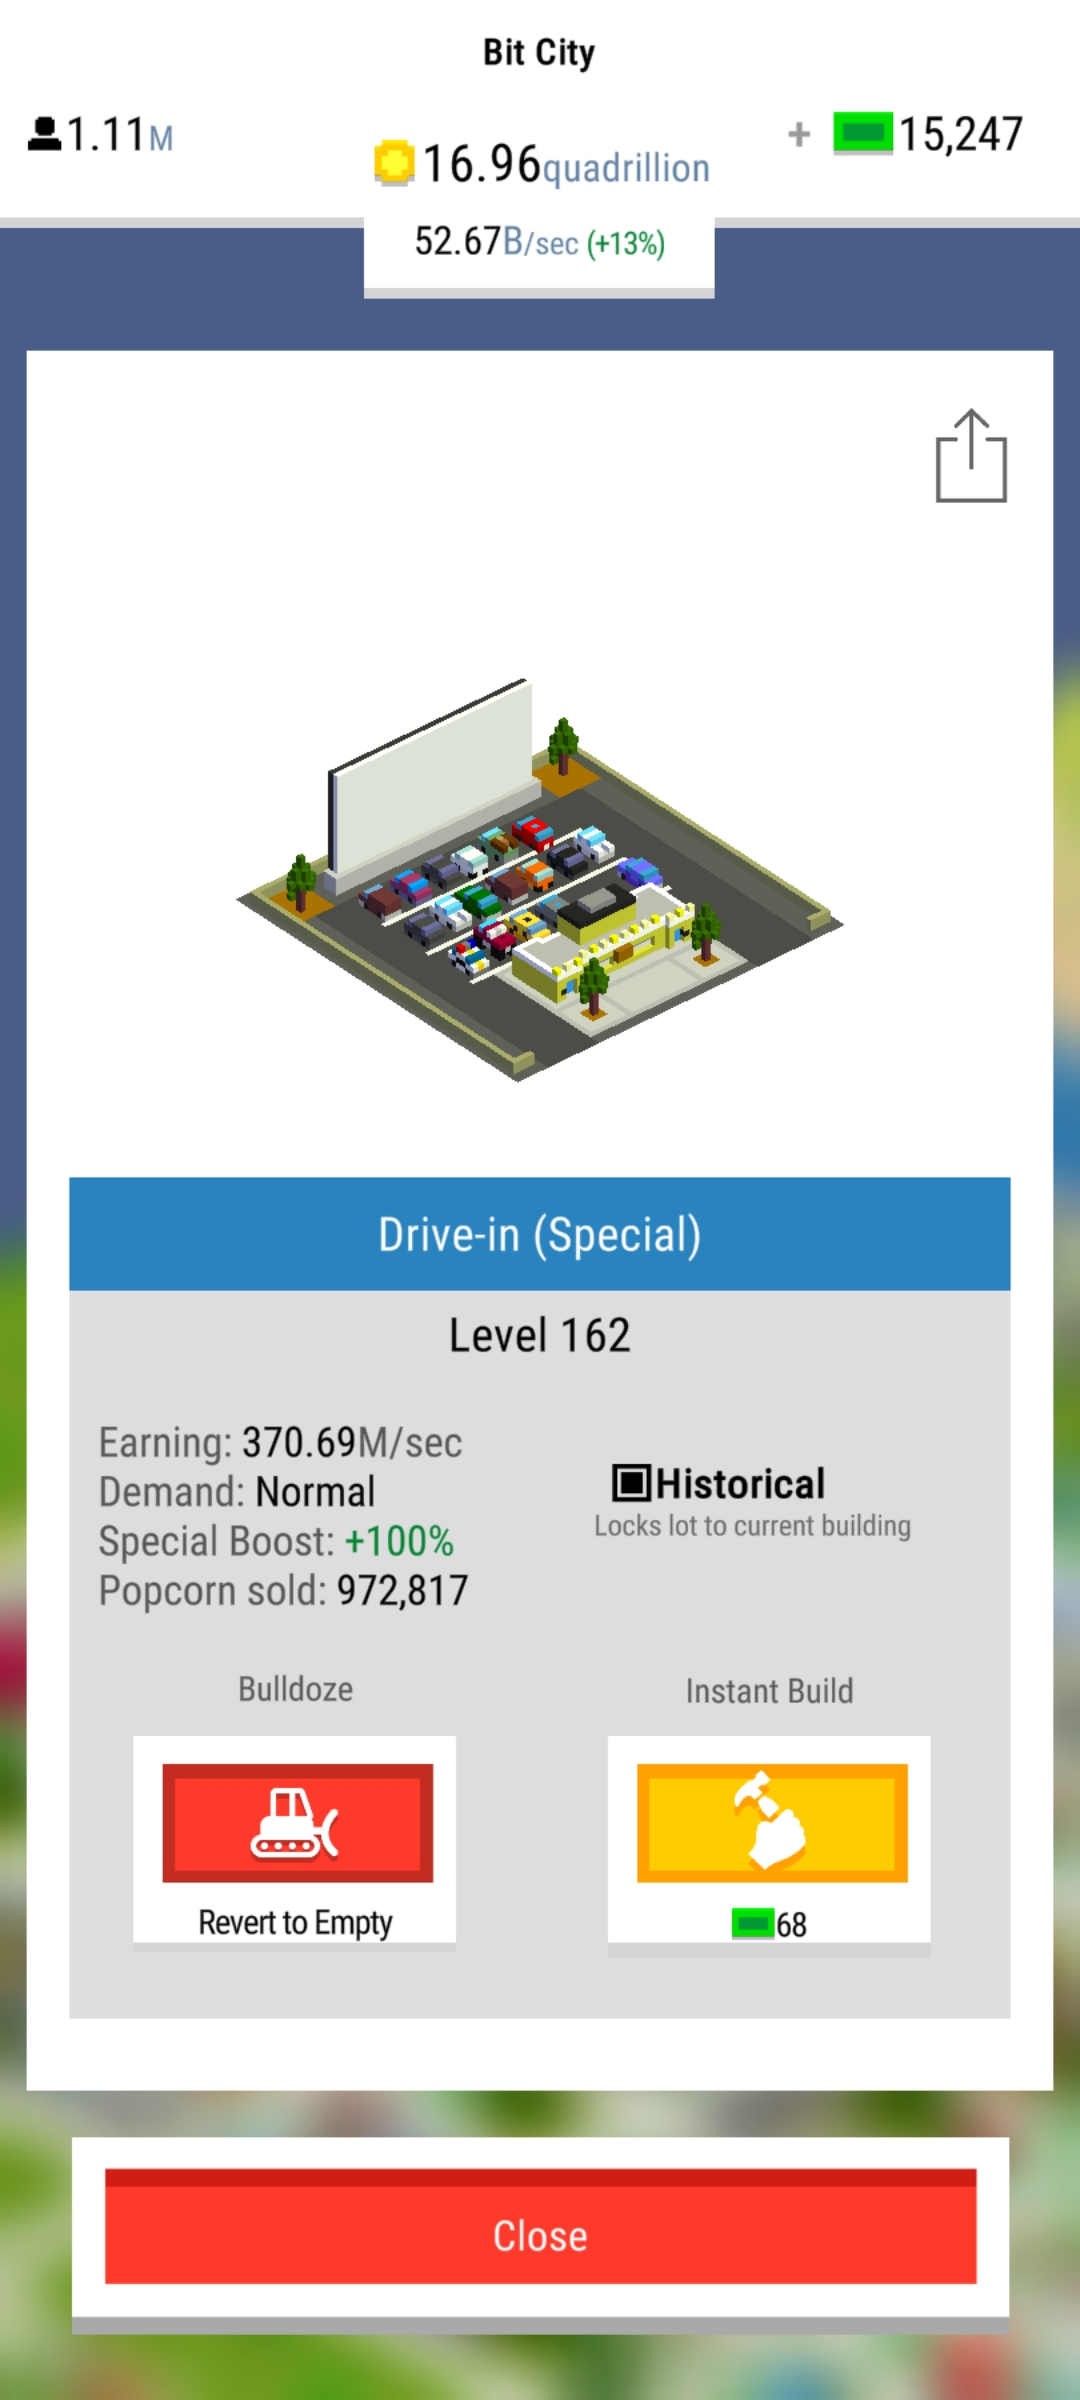 Bit City
1.11M
16.96quadrillion
+ 15,247
52.67B/sec (+13%)
Drive-in (Special)
Level 162
Earning: 370.69M/sec
Demand: Normal
Special Boost: +100%
Popcorn sold: 972,817
Historical
Locks lot to current building
Bulldoze
Instant Build
Revert to Empty
68
Close